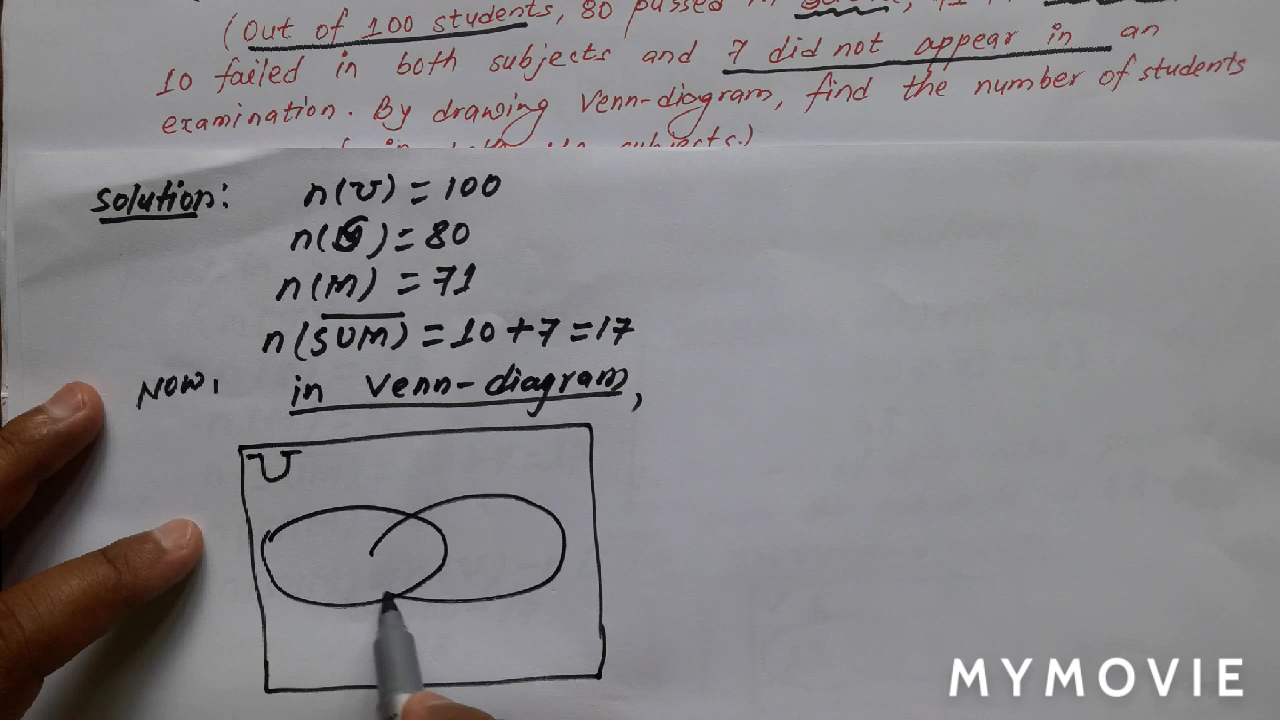 (Out of 100 students, 80 passed
10 failed in both subjects and 7 did not appear in an
examination. By drawing Venn-diagram, find the number of students
subjects.)
Solution: n(U) = 100
n(S) = 80
n(M) = 71
n(S̅U̅M̅) = 10 + 7 = 17
Now, in Venn-diagram,
U
MYMOVIE